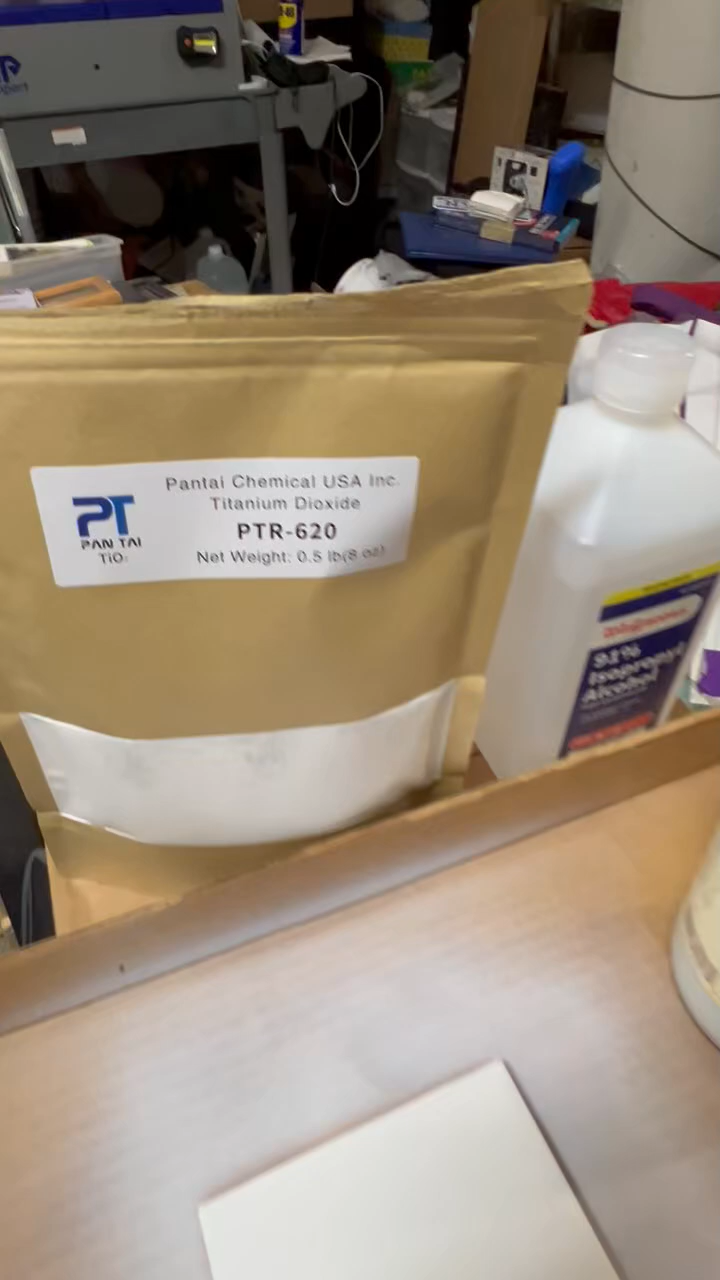 Pantai Chemical USA Inc.
Titanium Dioxide
PTR-620
Net Weight: 0.5 lb(8 oz)
PT
PAN TAI
TiO₂
Walgreens
91%
Isopropyl
Alcohol